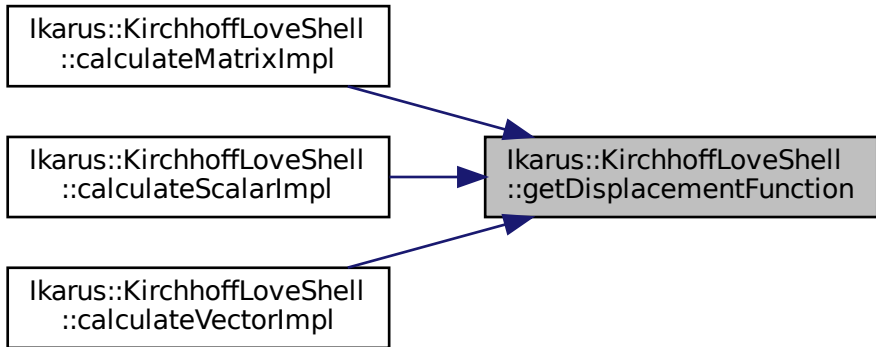 Ikarus::KirchhoffLoveShell
::calculateMatrixImpl
Ikarus::KirchhoffLoveShell
::calculateScalarImpl
Ikarus::KirchhoffLoveShell
::getDisplacementFunction
Ikarus::KirchhoffLoveShell
::calculateVectorImpl